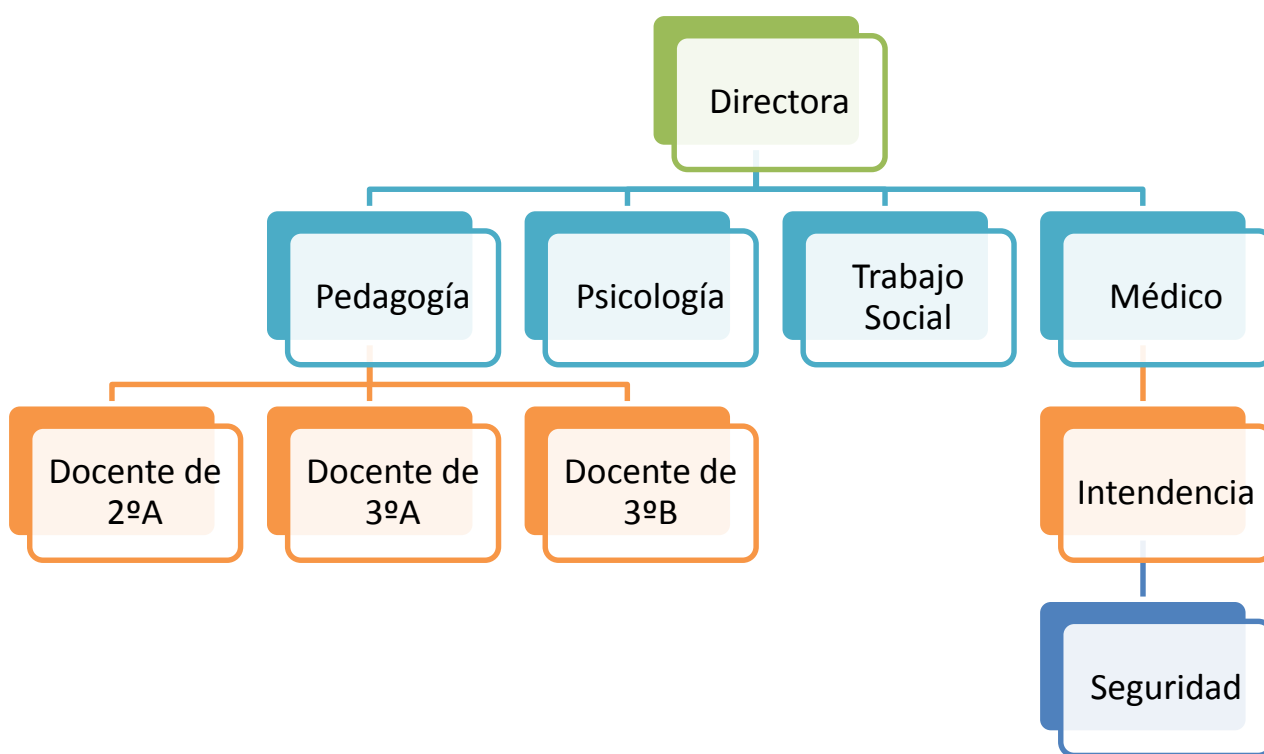 Directora
Pedagogía
Psicología
Trabajo
Social
Médico
Docente de
2ºA
Docente de
3ºA
Docente de
3ºB
Intendencia
Seguridad